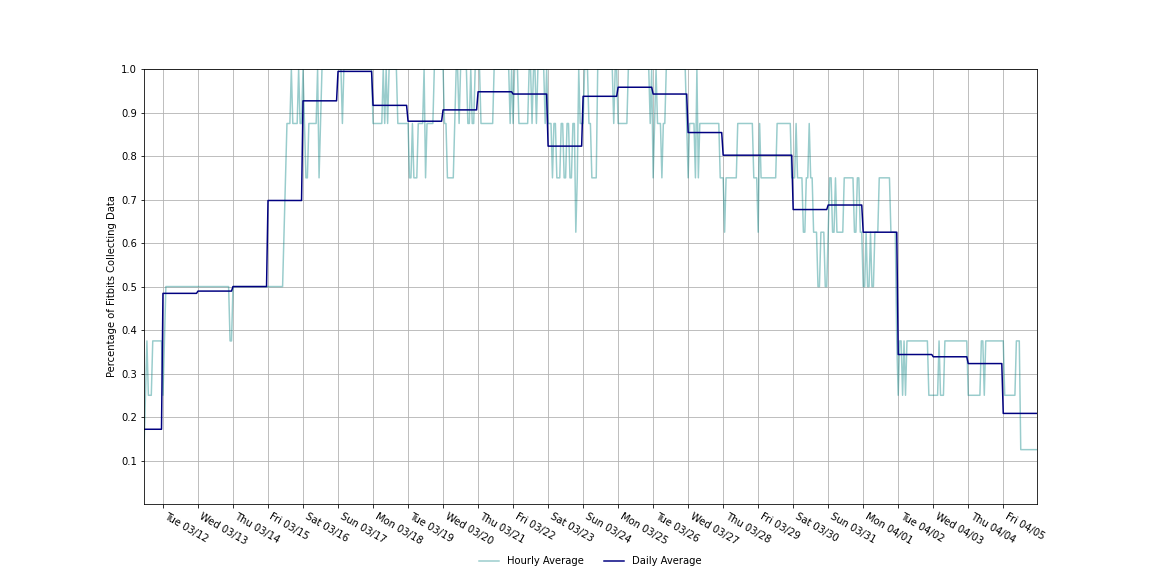 1.0
0.9
0.8
0.7
0.6
0.5
0.4
0.3
0.2
0.1
Percentage of Fitbits Collecting Data
Tue 03/12
Wed 03/13
Thu 03/14
Fri 03/15
Sat 03/16
Sun 03/17
Mon 03/18
Tue 03/19
Wed 03/20
Thu 03/21
Fri 03/22
Sat 03/23
Sun 03/24
Mon 03/25
Tue 03/26
Wed 03/27
Thu 03/28
Fri 03/29
Sat 03/30
Sun 03/31
Mon 04/01
Tue 04/02
Wed 04/03
Thu 04/04
Fri 04/05
Hourly Average
Daily Average